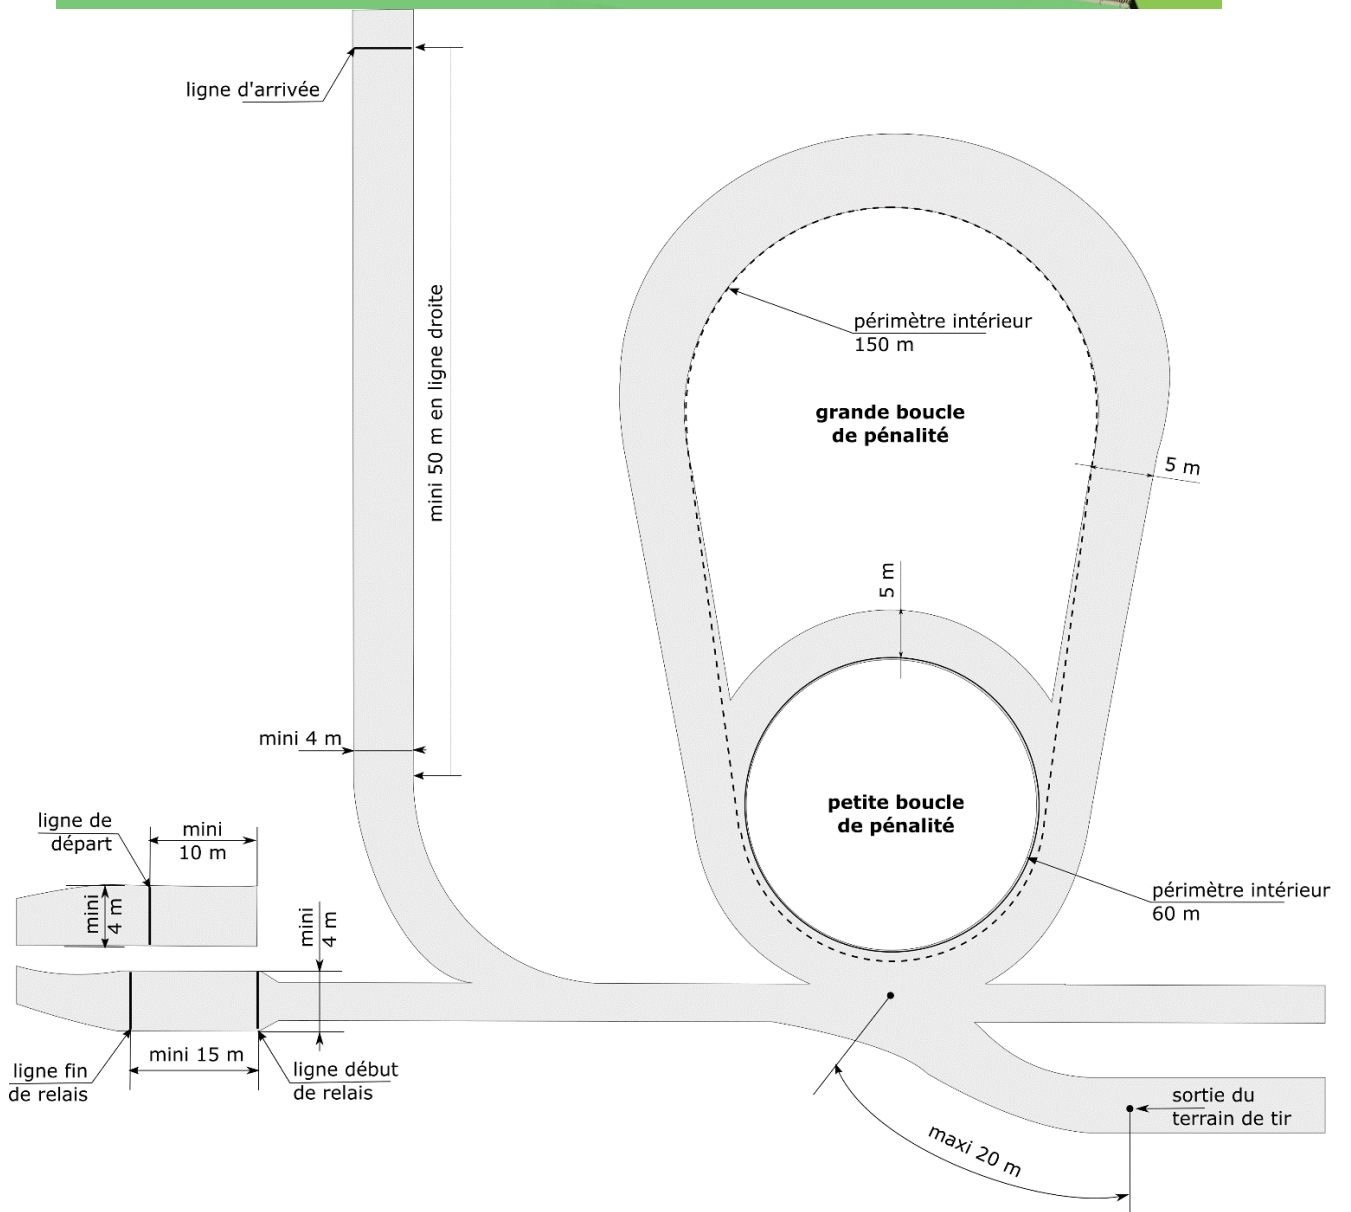 ligne d'arrivée
mini 50 m en ligne droite
périmètre intérieur
150 m
grande boucle
de pénalité
5 m
5 m
mini 4 m
petite boucle
de pénalité
ligne de
départ
mini
10 m
mini
4 m
mini
4 m
périmètre intérieur
60 m
ligne fin
de relais
mini 15 m
ligne début
de relais
sortie du
terrain de tir
maxi 20 m